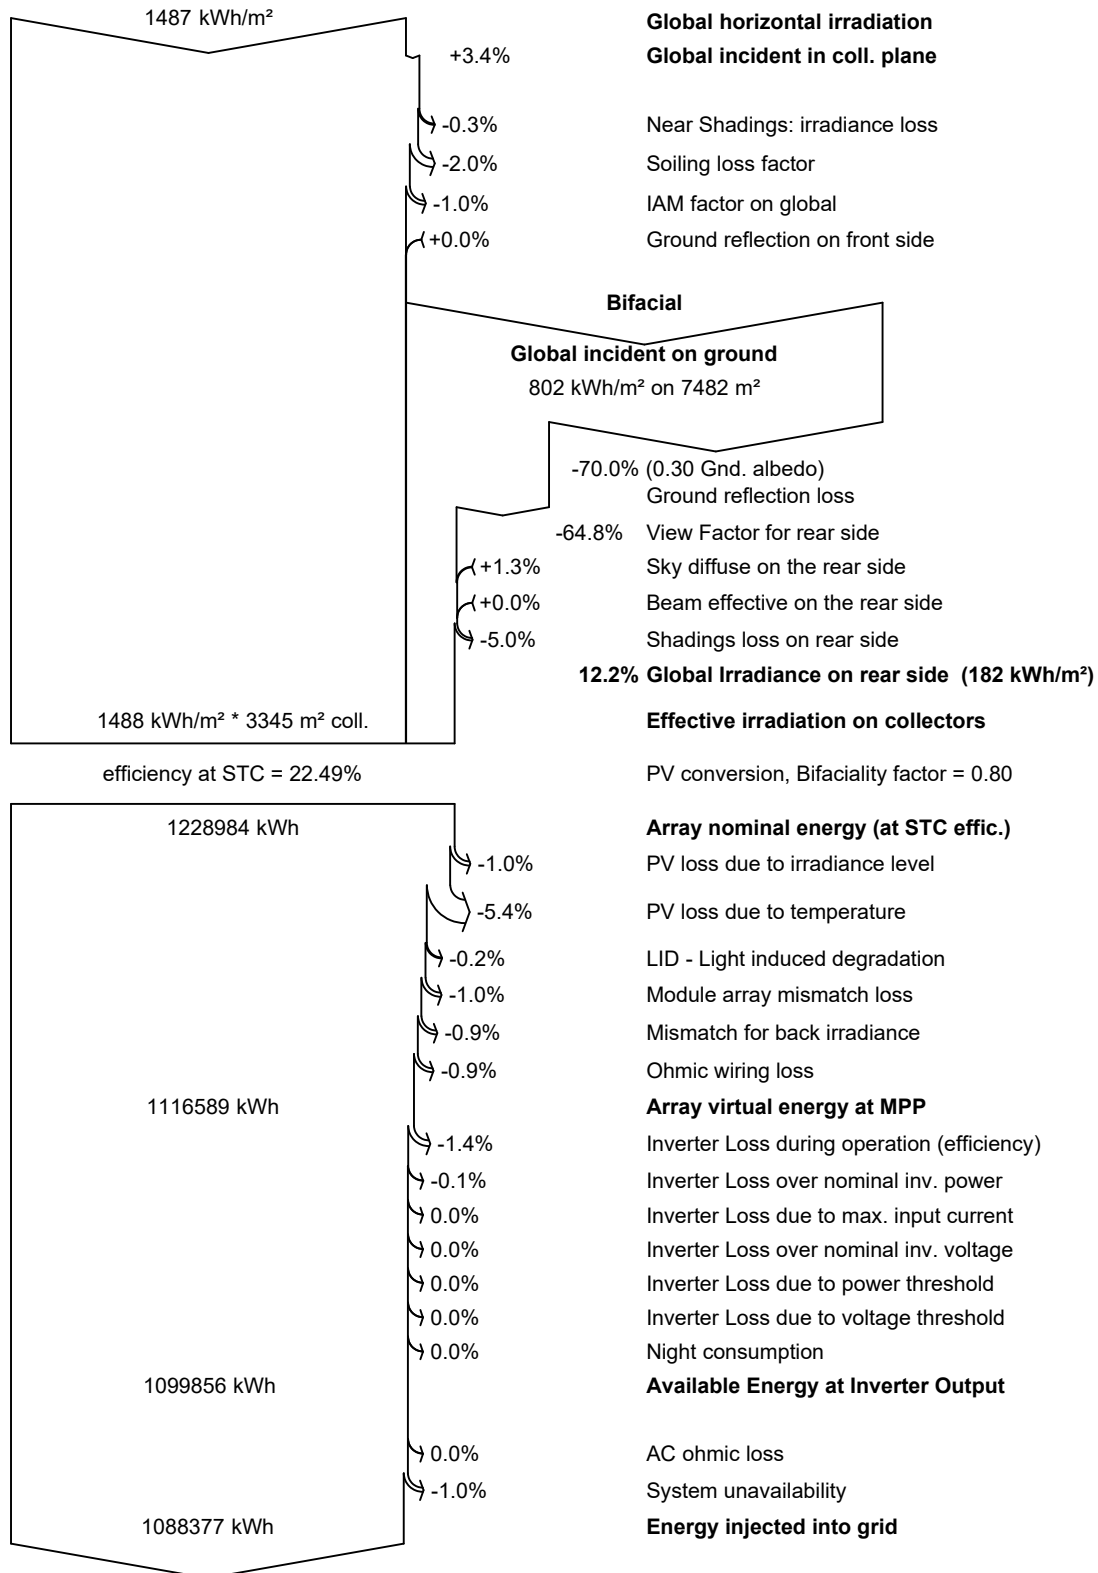 1487 kWh/m² Global horizontal irradiation
+3.4% Global incident in coll. plane
-0.3% Near Shadings: irradiance loss
-2.0% Soiling loss factor
-1.0% IAM factor on global
+0.0% Ground reflection on front side
Bifacial
Global incident on ground
802 kWh/m² on 7482 m²
-70.0% (0.30 Gnd. albedo)
Ground reflection loss
-64.8% View Factor for rear side
+1.3% Sky diffuse on the rear side
+0.0% Beam effective on the rear side
-5.0% Shadings loss on rear side
12.2% Global Irradiance on rear side (182 kWh/m²)
1488 kWh/m² * 3345 m² coll. Effective irradiation on collectors
efficiency at STC = 22.49% PV conversion, Bifaciality factor = 0.80
1228984 kWh Array nominal energy (at STC effic.)
-1.0% PV loss due to irradiance level
-5.4% PV loss due to temperature
-0.2% LID - Light induced degradation
-1.0% Module array mismatch loss
-0.9% Mismatch for back irradiance
-0.9% Ohmic wiring loss
1116589 kWh Array virtual energy at MPP
-1.4% Inverter Loss during operation (efficiency)
-0.1% Inverter Loss over nominal inv. power
0.0% Inverter Loss due to max. input current
0.0% Inverter Loss over nominal inv. voltage
0.0% Inverter Loss due to power threshold
0.0% Inverter Loss due to voltage threshold
0.0% Night consumption
1099856 kWh Available Energy at Inverter Output
0.0% AC ohmic loss
-1.0% System unavailability
1088377 kWh Energy injected into grid